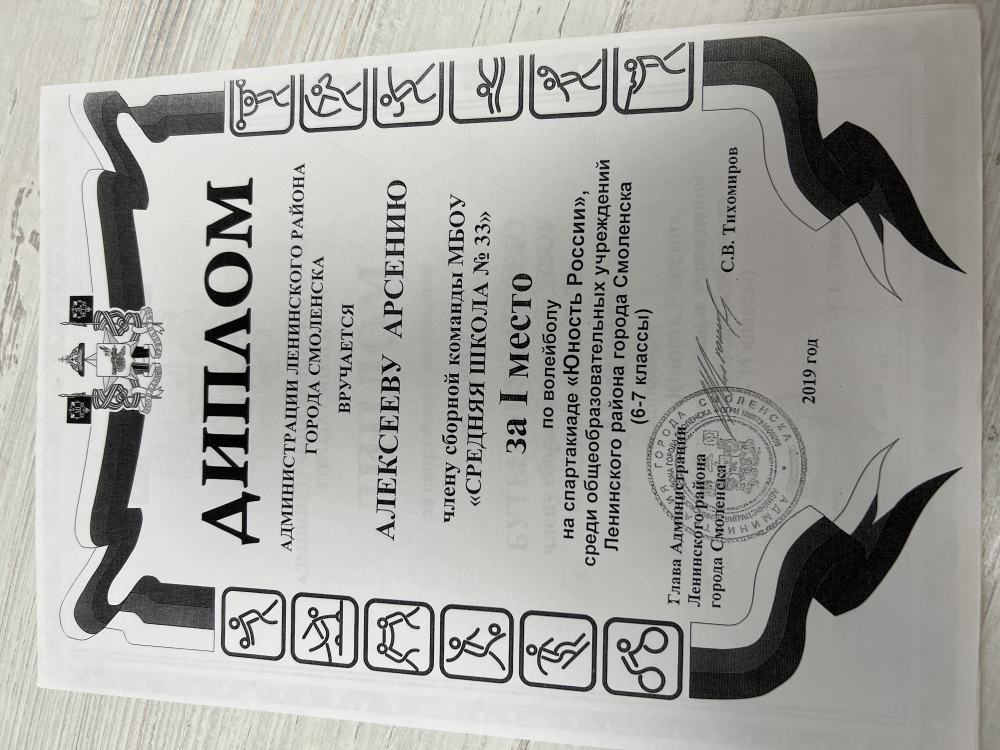 ДИПЛОМ
АДМИНИСТРАЦИИ ЛЕНИНСКОГО РАЙОНА
ГОРОДА СМОЛЕНСКА
ВРУЧАЕТСЯ
АЛЕКСЕЕВУ АРСЕНИЮ
члену сборной команды МБОУ
«СРЕДНЯЯ ШКОЛА № 33»
за I место
по волейболу
на спартакиаде «Юность России»,
среди общеобразовательных учреждений
Ленинского района города Смоленска
(6-7 классы)
Глава Администрации
Ленинского района
города Смоленска
С.В. Тихомиров
2019 год